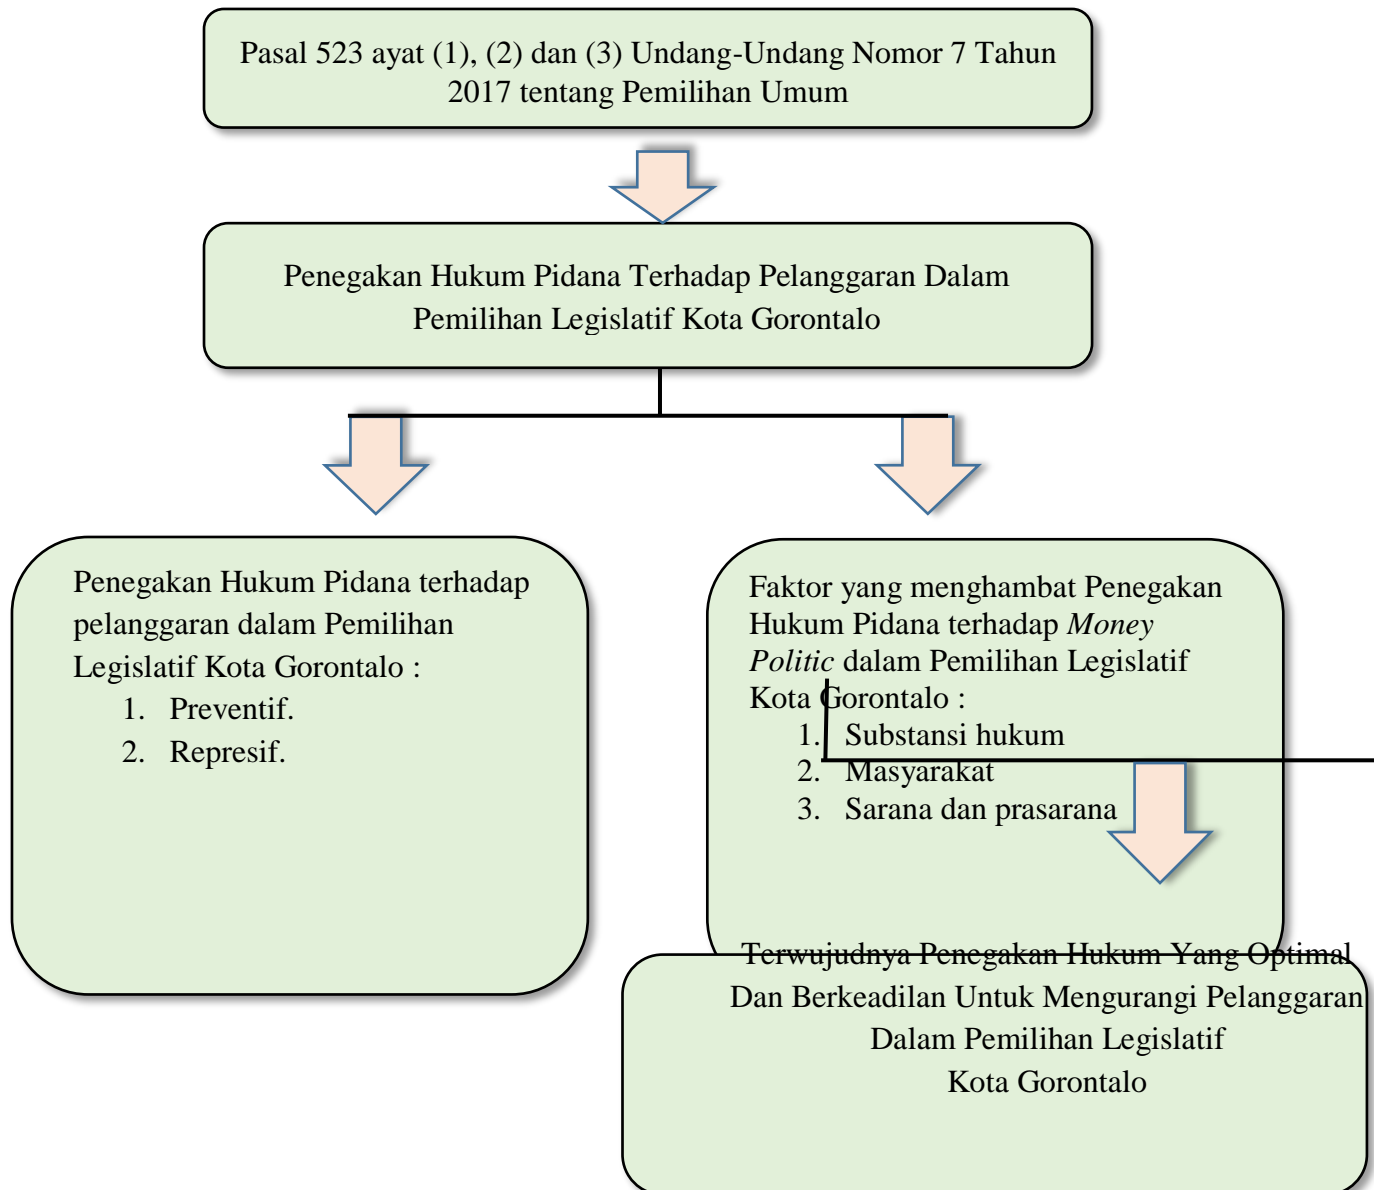 Pasal 523 ayat (1), (2) dan (3) Undang-Undang Nomor 7 Tahun
2017 tentang Pemilihan Umum
Penegakan Hukum Pidana Terhadap Pelanggaran Dalam
Pemilihan Legislatif Kota Gorontalo
Penegakan Hukum Pidana terhadap
pelanggaran dalam Pemilihan
Legislatif Kota Gorontalo :
1. Preventif.
2. Represif.
Faktor yang menghambat Penegakan
Hukum Pidana terhadap Money
Politic dalam Pemilihan Legislatif
Kota Gorontalo :
1. Substansi hukum
2. Masyarakat
3. Sarana dan prasarana
Terwujudnya Penegakan Hukum Yang Optimal
Dan Berkeadilan Untuk Mengurangi Pelanggaran
Dalam Pemilihan Legislatif
Kota Gorontalo